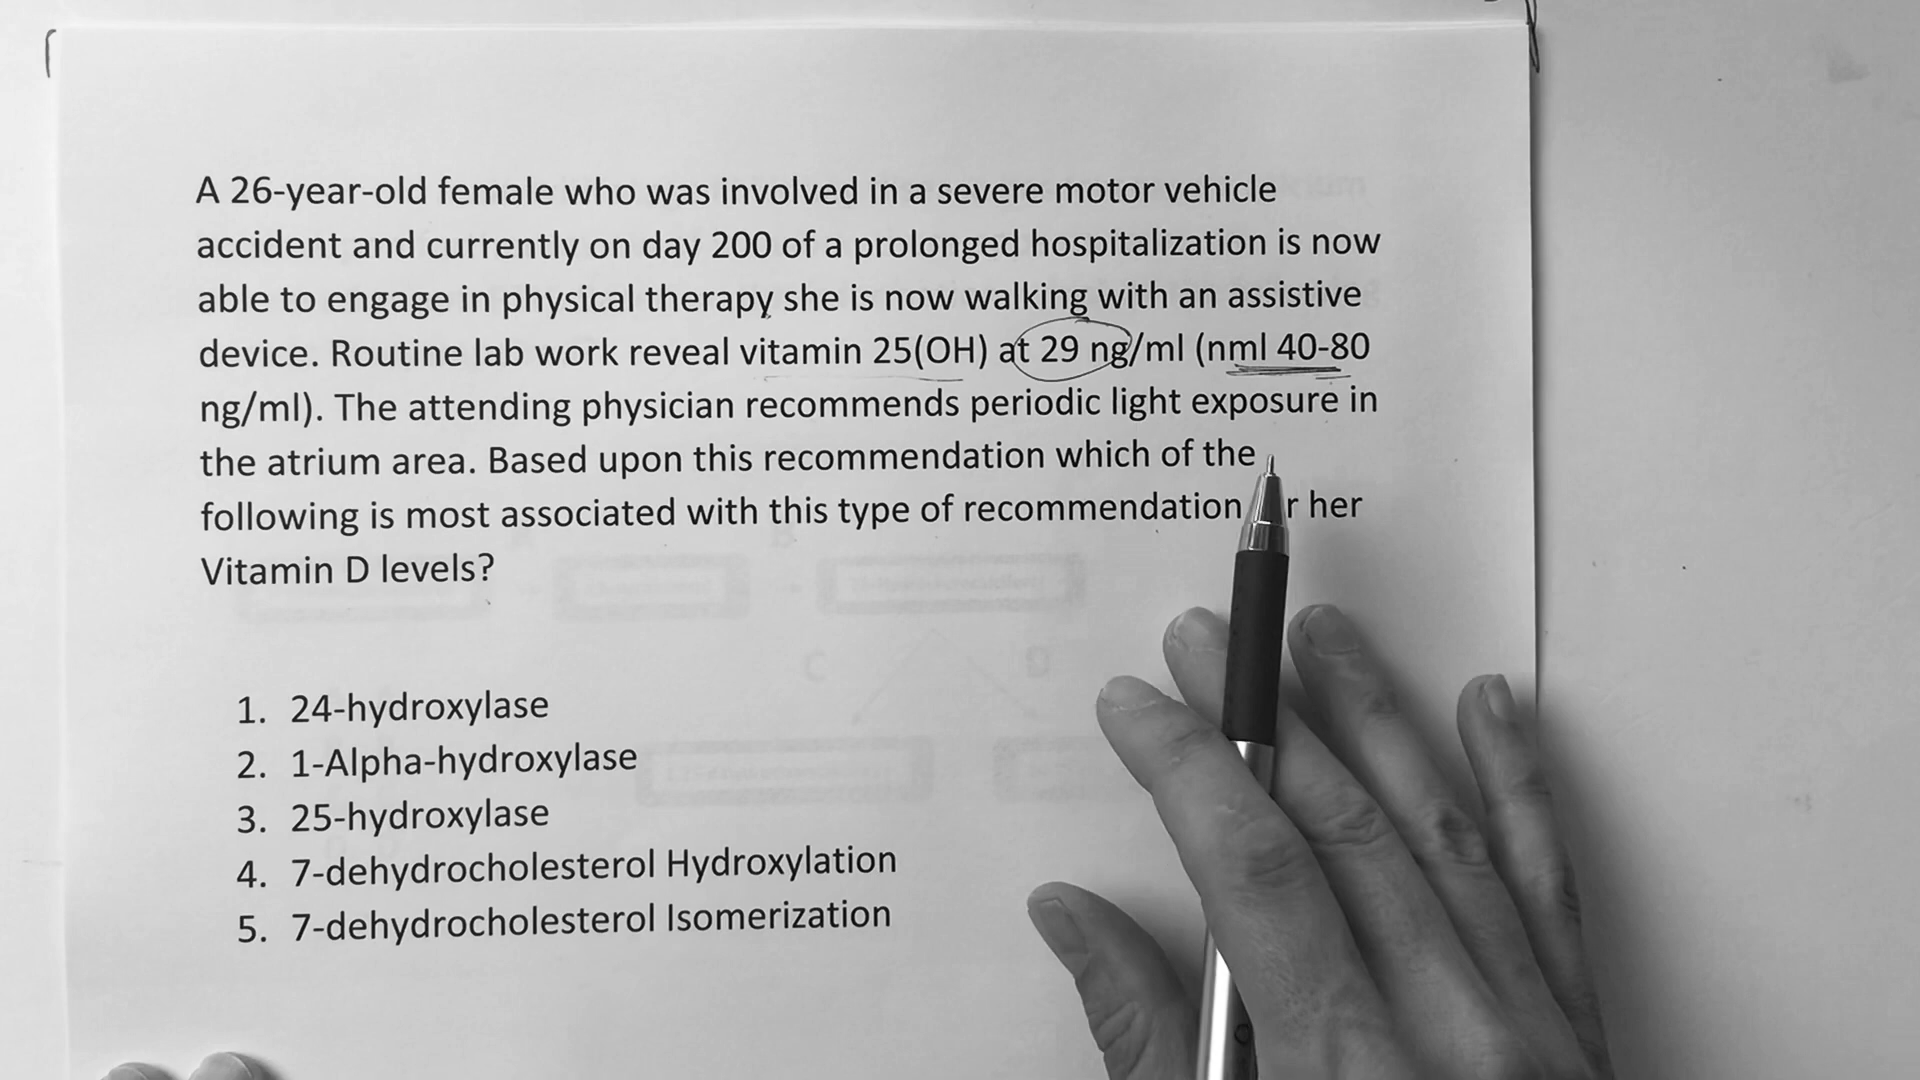 A 26-year-old female who was involved in a severe motor vehicle
accident and currently on day 200 of a prolonged hospitalization is now
able to engage in physical therapy she is now walking with an assistive
device. Routine lab work reveal vitamin 25(OH) at 29 ng/ml (nml 40-80
ng/ml). The attending physician recommends periodic light exposure in
the atrium area. Based upon this recommendation which of the
following is most associated with this type of recommendation her
Vitamin D levels?
1. 24-hydroxylase
2. 1-Alpha-hydroxylase
3. 25-hydroxylase
4. 7-dehydrocholesterol Hydroxylation
5. 7-dehydrocholesterol Isomerization